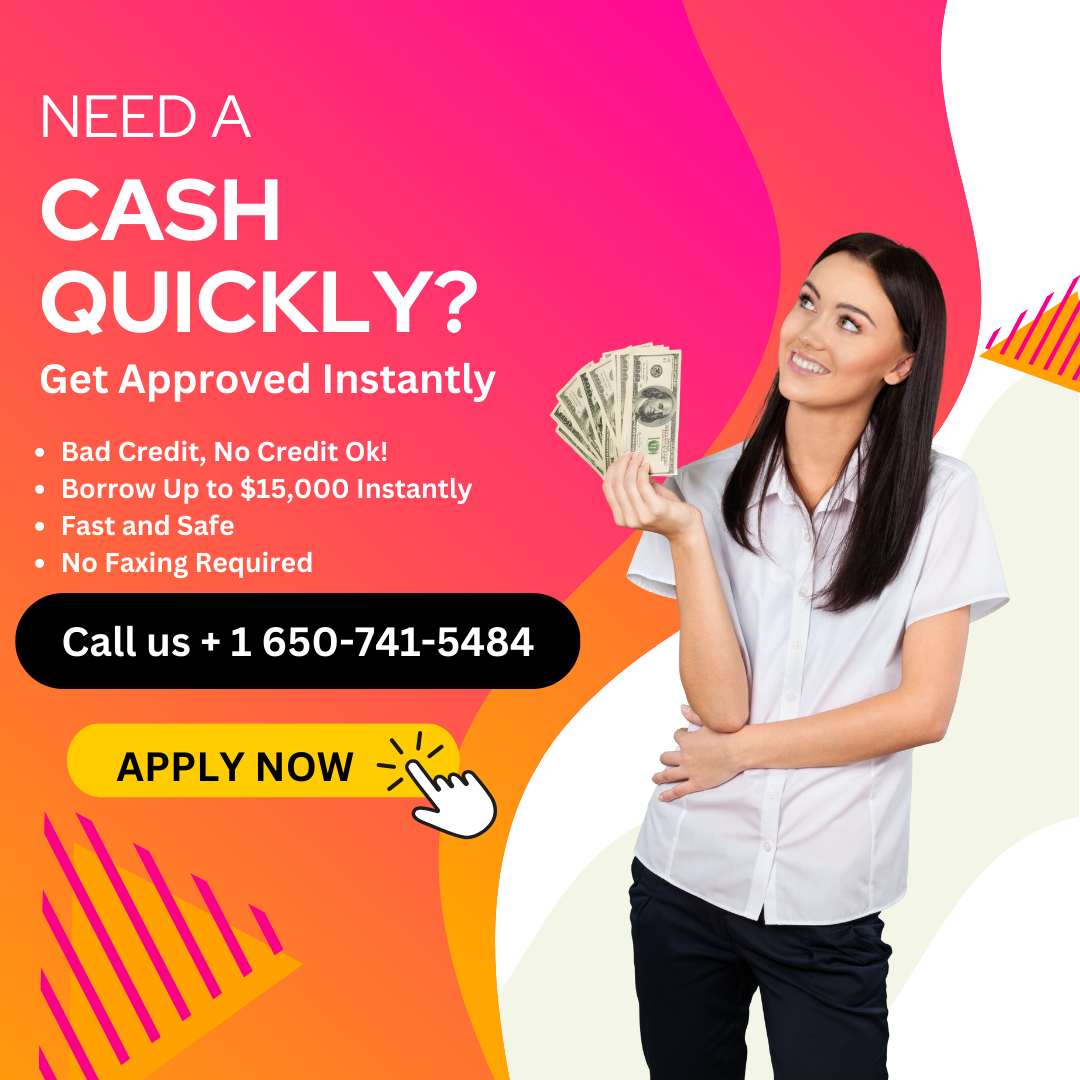 NEED A
CASH
QUICKLY?
Get Approved Instantly
• Bad Credit, No Credit Ok!
• Borrow Up to $15,000 Instantly
• Fast and Safe
• No Faxing Required
Call us + 1 650-741-5484
APPLY NOW